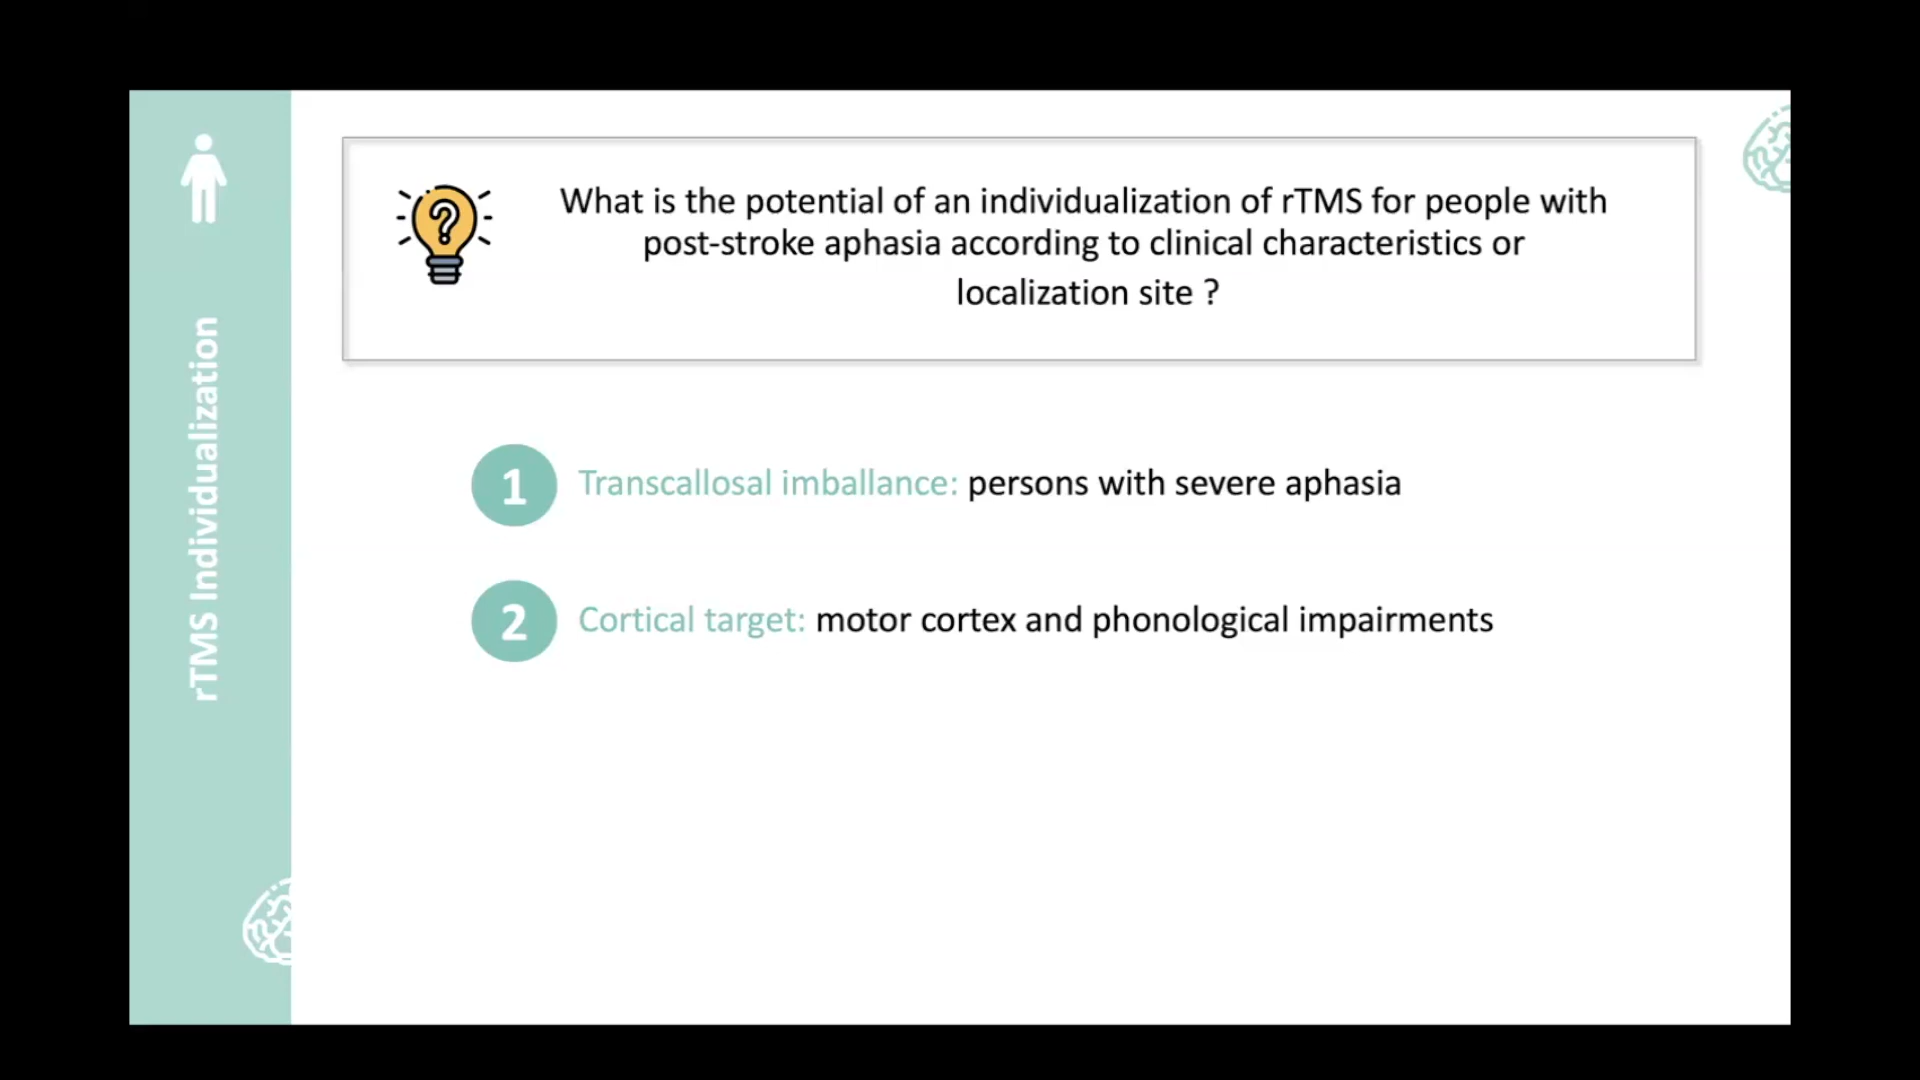 rTMS Individualization
What is the potential of an individualization of rTMS for people with
post-stroke aphasia according to clinical characteristics or
localization site ?
1 Transcallosal imballance: persons with severe aphasia
2 Cortical target: motor cortex and phonological impairments